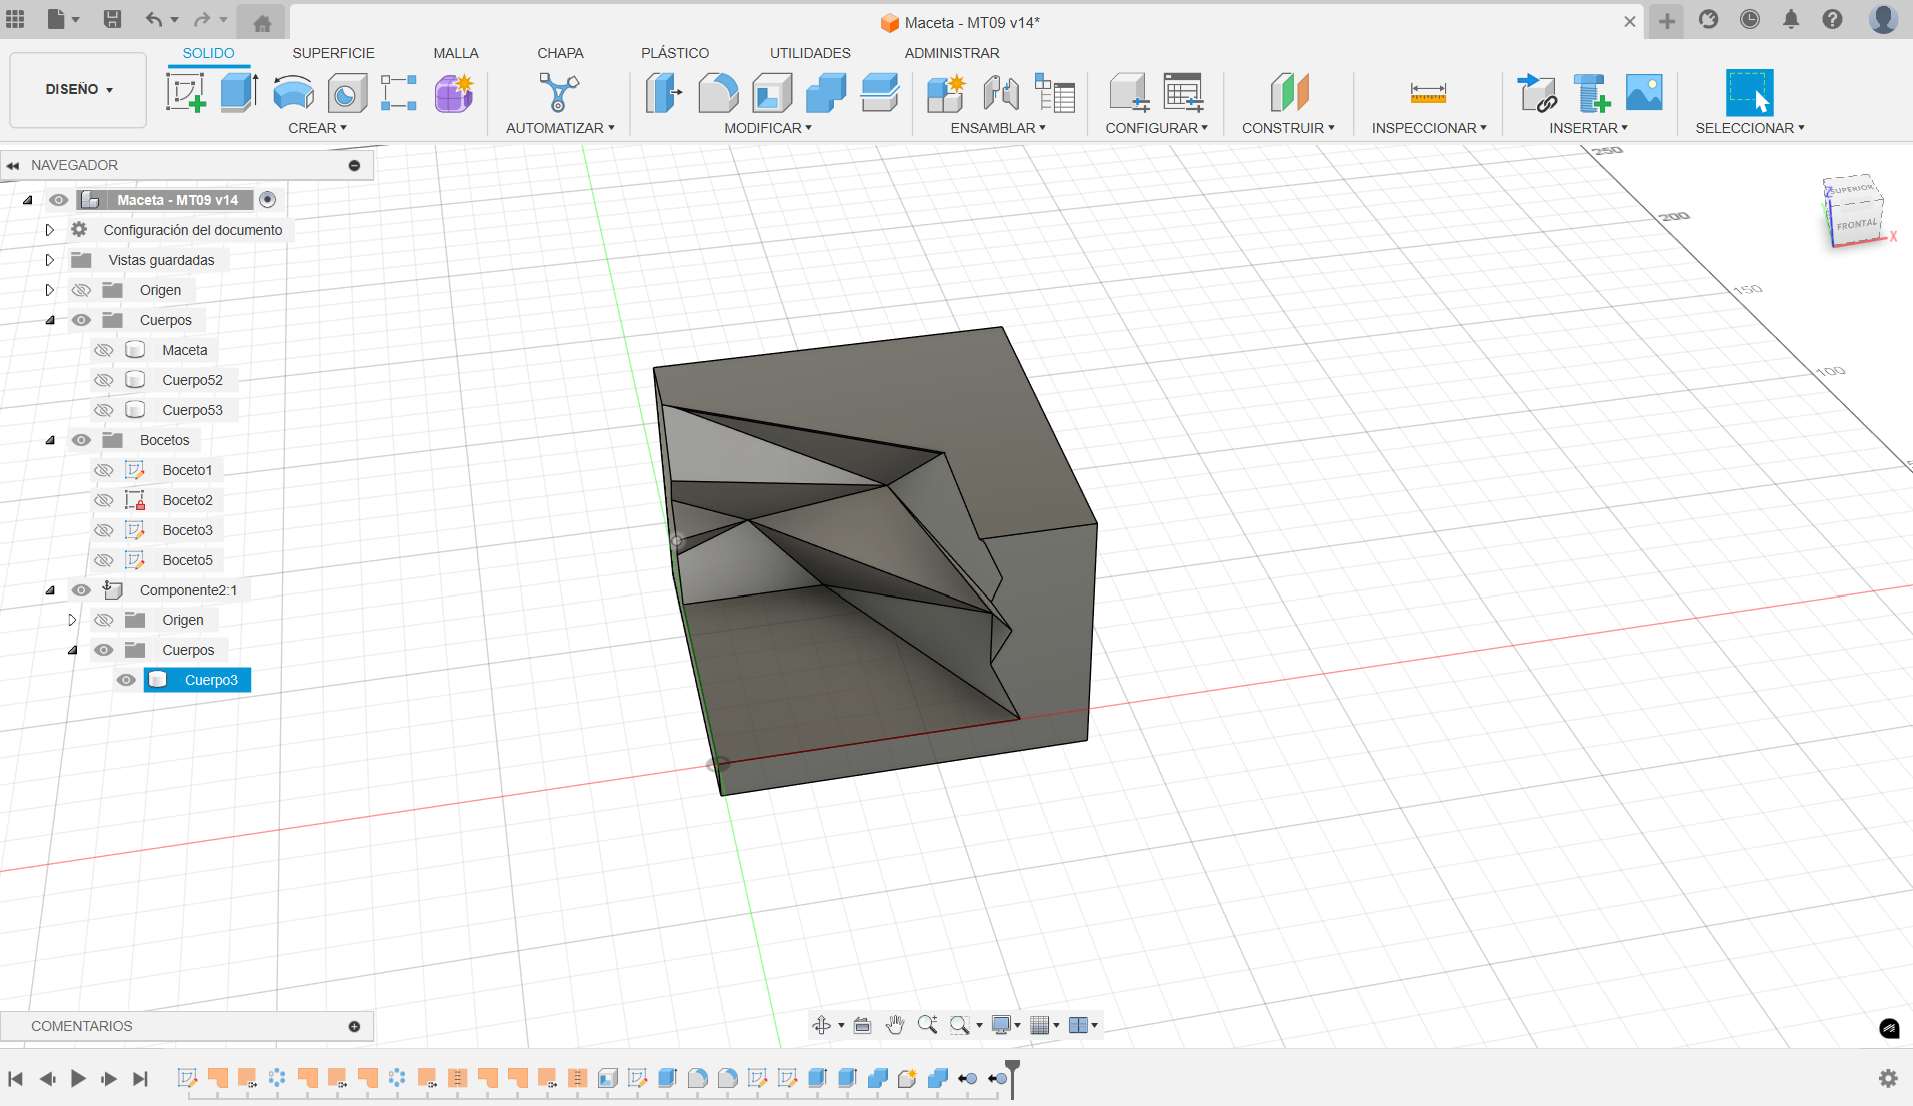 Maceta - MT09 v14*
DISEÑO
SOLIDO
SUPERFICIE
MALLA
CHAPA
PLÁSTICO
UTILIDADES
ADMINISTRAR
CREAR
AUTOMATIZAR
MODIFICAR
ENSAMBLAR
CONFIGURAR
CONSTRUIR
INSPECCIONAR
INSERTAR
SELECCIONAR
NAVEGADOR
Maceta - MT09 v14
Configuración del documento
Vistas guardadas
Origen
Cuerpos
Maceta
Cuerpo52
Cuerpo53
Bocetos
Boceto1
Boceto2
Boceto3
Boceto5
Componente2:1
Origen
Cuerpos
Cuerpo3
250
200
150
100
SUPERIOR
FRONTAL
Z
X
COMENTARIOS